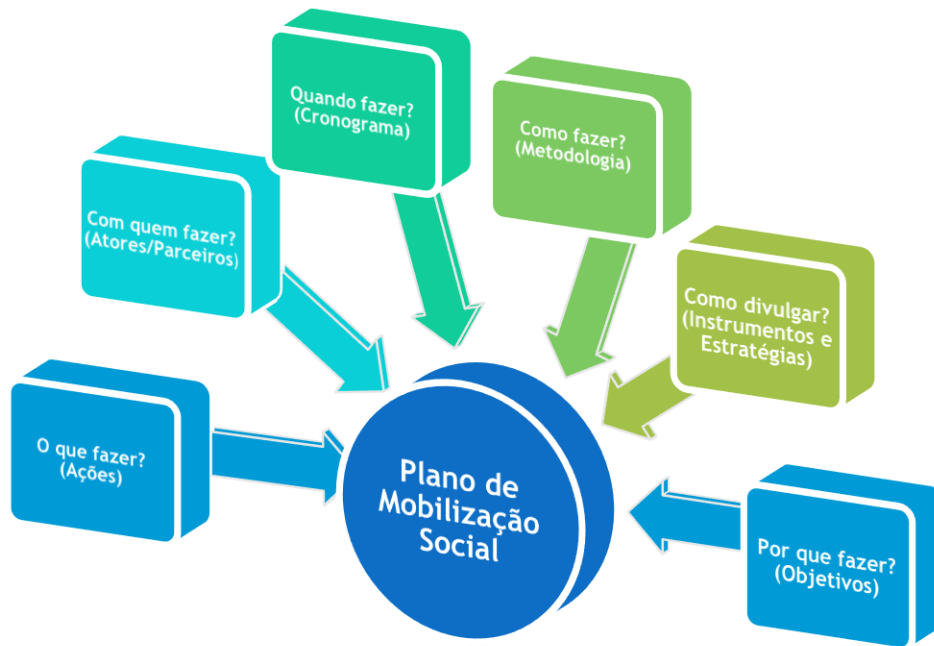 Quando fazer?
(Cronograma)
Como fazer?
(Metodologia)
Com quem fazer?
(Atores/Parceiros)
Como divulgar?
(Instrumentos e
Estratégias)
O que fazer?
(Ações)
Plano de
Mobilização
Social
Por que fazer?
(Objetivos)